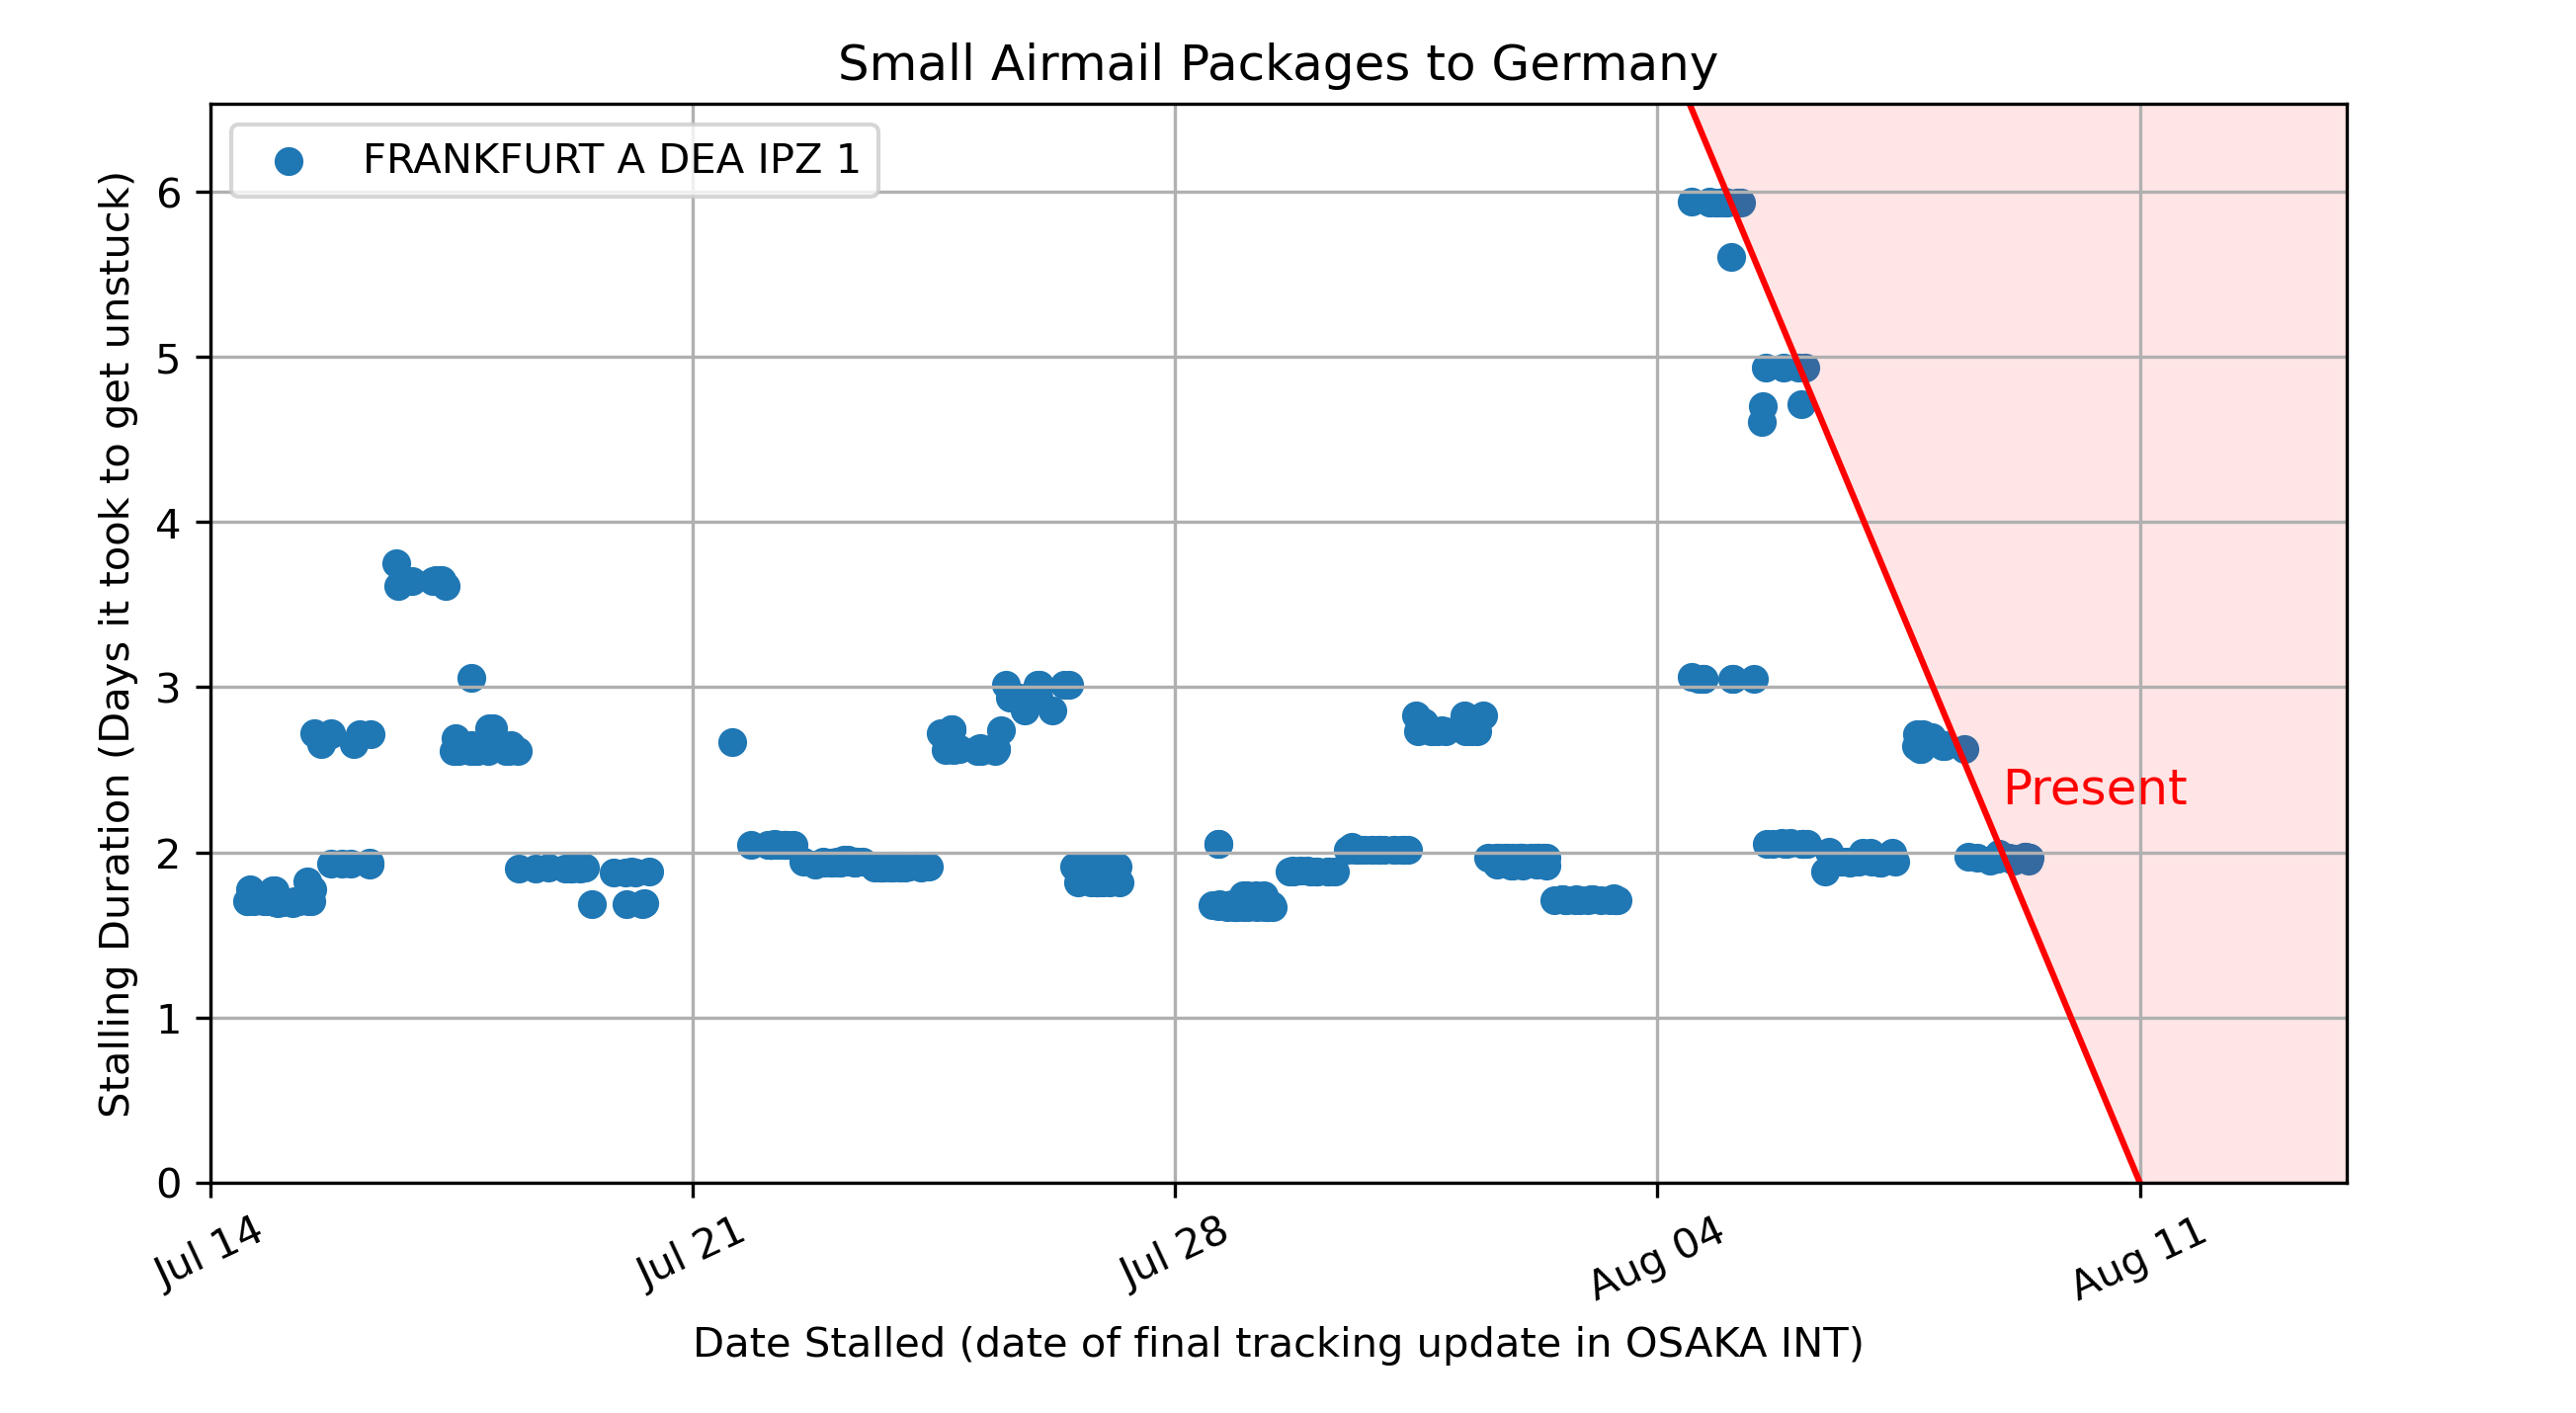 Small Airmail Packages to Germany
FRANKFURT A DEA IPZ 1
Stalling Duration (Days it took to get unstuck)
6
5
4
3
2
1
0
Present
Jul 14
Jul 21
Jul 28
Aug 04
Aug 11
Date Stalled (date of final tracking update in OSAKA INT)